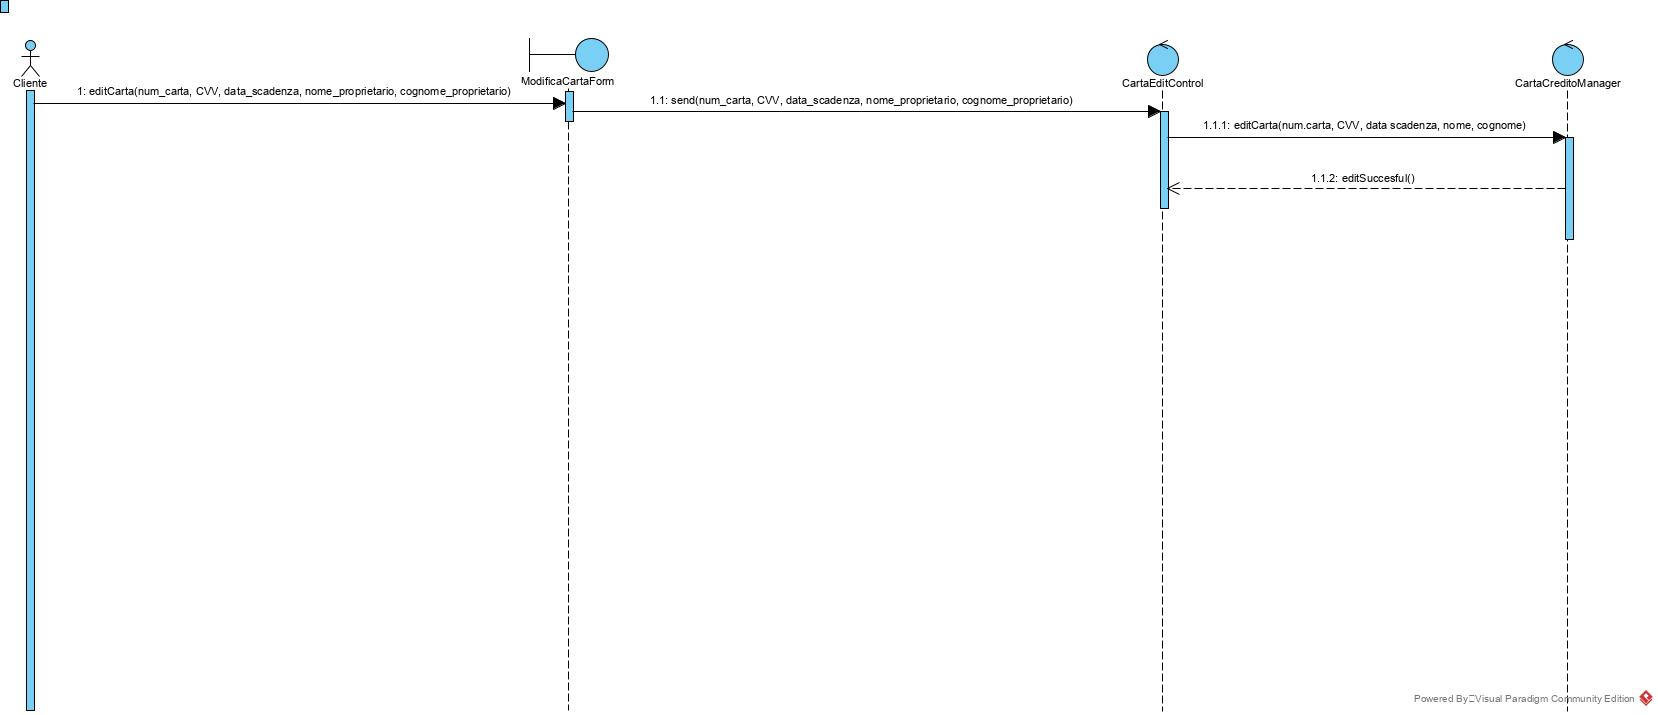 Cliente
ModificaCartaForm
CartaEditControl
CartaCreditoManager
1: editCarta(num_carta, CVV, data_scadenza, nome_proprietario, cognome_proprietario)
1.1: send(num_carta, CVV, data_scadenza, nome_proprietario, cognome_proprietario)
1.1.1: editCarta(num.carta, CVV, data scadenza, nome, cognome)
1.1.2: editSuccesful()
Powered By Visual Paradigm Community Edition